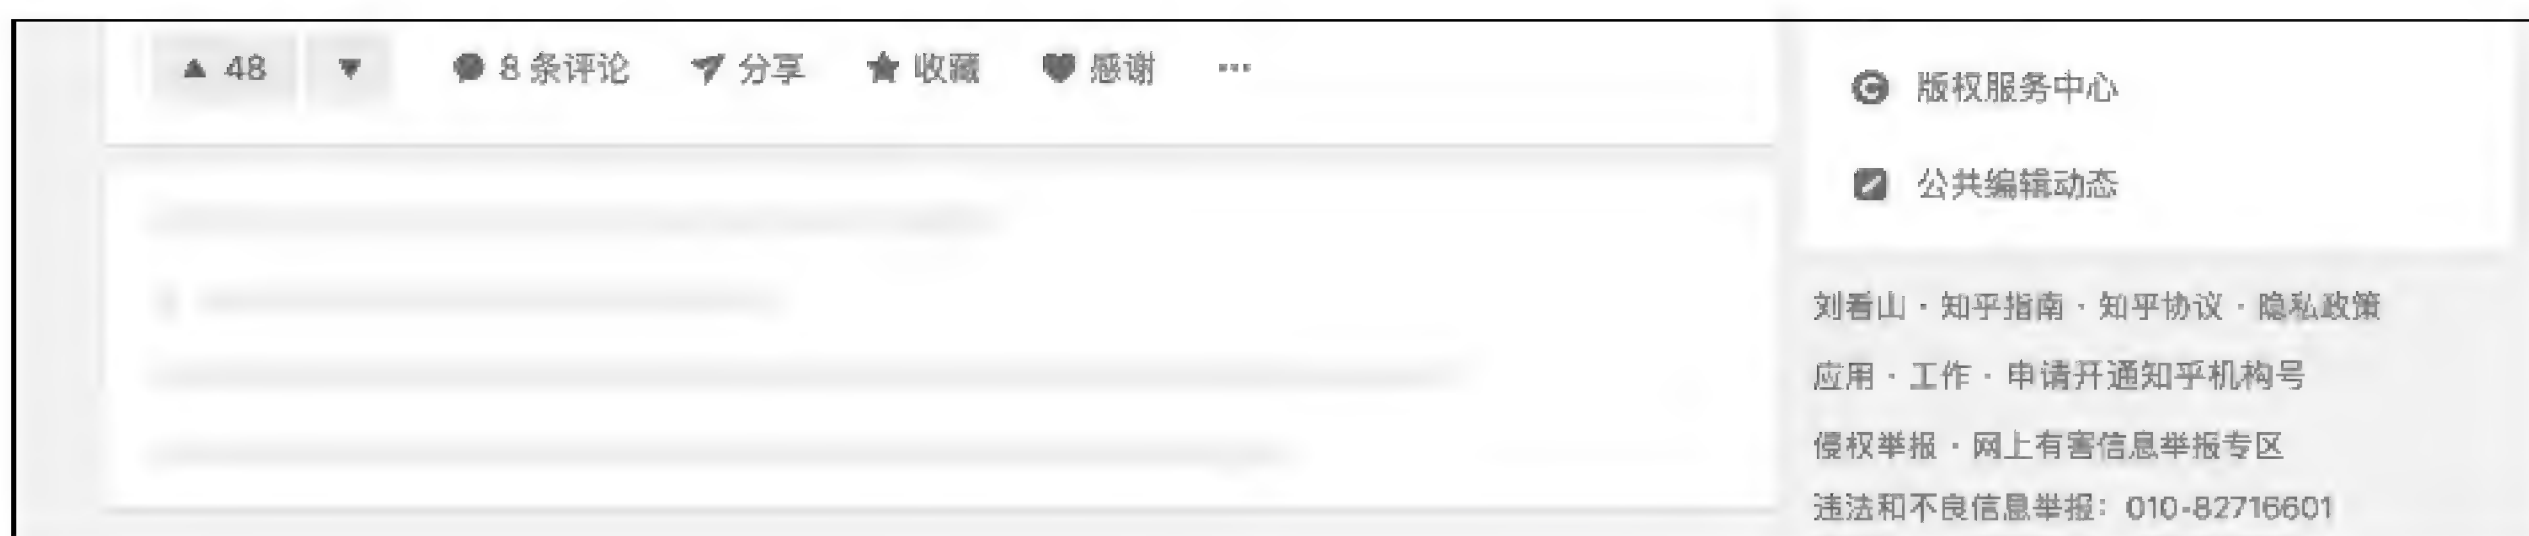 ▲ 48 ▼ 8 条评论 分享 收藏 感谢 ···
版权服务中心
公共编辑动态
刘看山 · 知乎指南 · 知乎协议 · 隐私政策
应用 · 工作 · 申请开通知乎机构号
侵权举报 · 网上有害信息举报专区
违法和不良信息举报：010-82716601